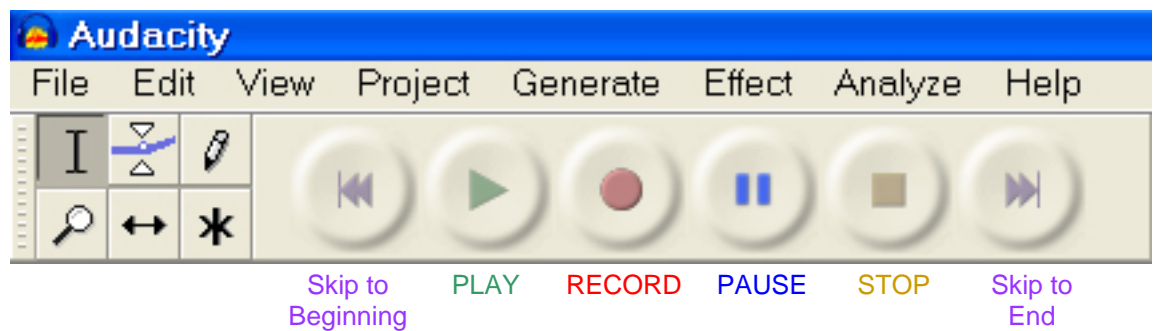 Audacity
File Edit View Project Generate Effect Analyze Help
Skip to Beginning PLAY RECORD PAUSE STOP Skip to End